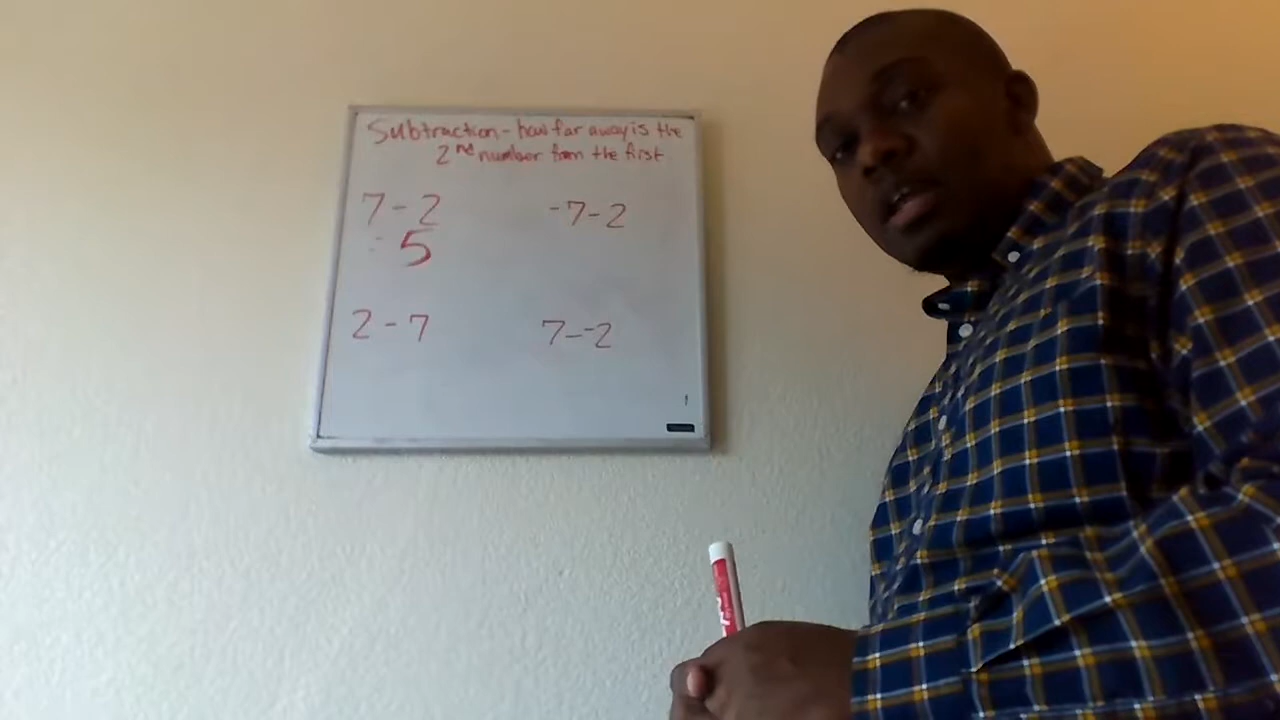 Subtraction - how far away is the
2nd number from the first
7 - 2
-7 - 2
= 5
2 - 7
7 - -2